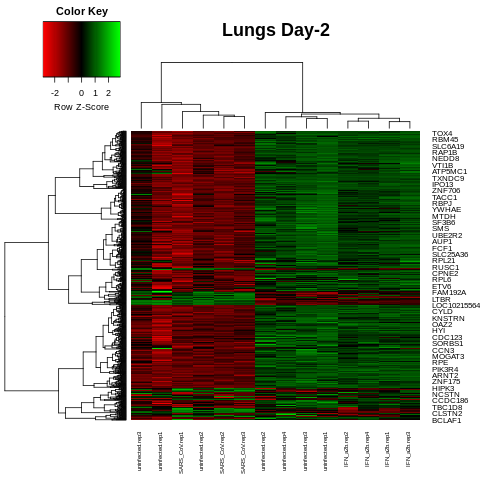 Color Key
Lungs Day-2
-2 0 1 2
Row Z-Score
TOX4
RBM45
SLC6A19
RAP1B
NEDD8
VTI1B
ATP5MC1
TXNDC9
IPO13
ZNF706
TACC1
RBPJ
YWHAE
MTDH
SF3B6
SMS
UBE2R2
AUP1
FCF1
SLC25A36
RPL21
RUSC1
CPNE2
RPL6
ETV6
FAM192A
LTBR
LOC10215564
CYLD
KNSTRN
OAZ2
HYI
CDC123
SORBS1
CCN3
MOGAT3
RPE
PIK3R4
ARNT2
ZNF175
HIPK3
NCSTN
CCDC186
TBC1D8
CLSTN2
BCLAF1
uninfected.rep3
uninfected.rep1
SARS_CoV.rep1
uninfected.rep2
SARS_CoV.rep2
SARS_CoV.rep3
uninfected.rep2
uninfected.rep4
uninfected.rep3
uninfected.rep1
IFN_a2b.rep2
IFN_a2b.rep4
IFN_a2b.rep1
IFN_a2b.rep3